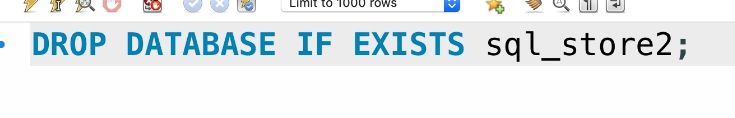 Limit to 1000 rows
DROP DATABASE IF EXISTS sql_store2;